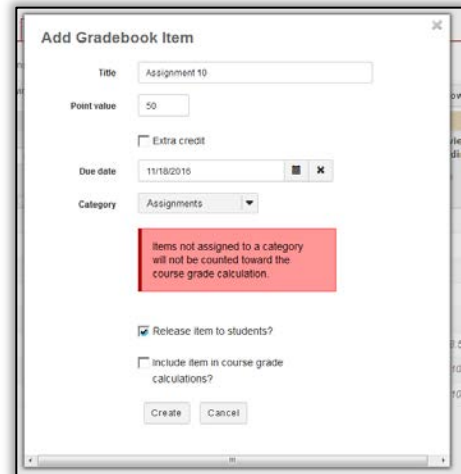 Add Gradebook Item
Title Assignment 10
Point value 50
Extra credit
Due date 11/18/2016
Category Assignments
Items not assigned to a category
will not be counted toward the
course grade calculation.
Release item to students?
Include item in course grade
calculations?
Create Cancel